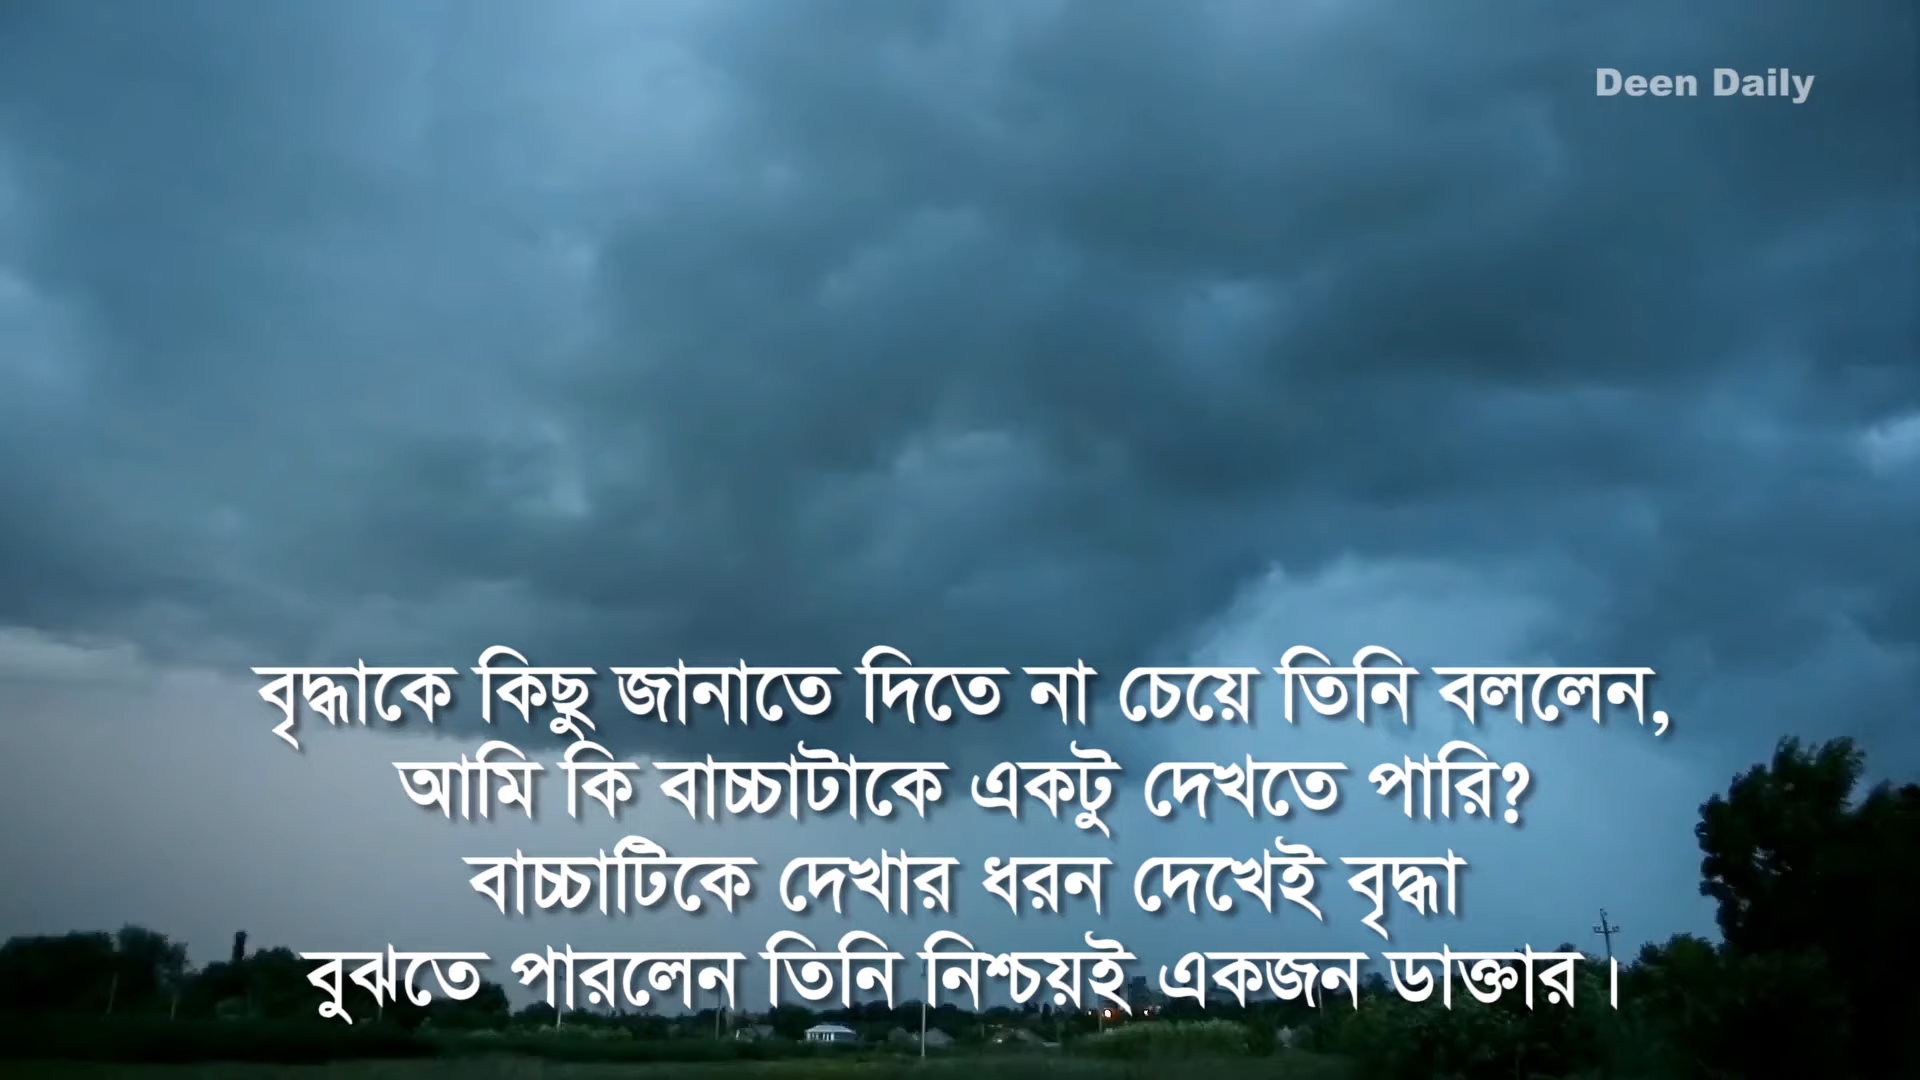 Deen Daily
বৃদ্ধাকে কিছু জানাতে দিতে না চেয়ে তিনি বললেন,
আমি কি বাচ্চাটাকে একটু দেখতে পারি?
বাচ্চাটিকে দেখার ধরন দেখেই বৃদ্ধা
বুঝতে পারলেন তিনি নিশ্চয়ই একজন ডাক্তার।